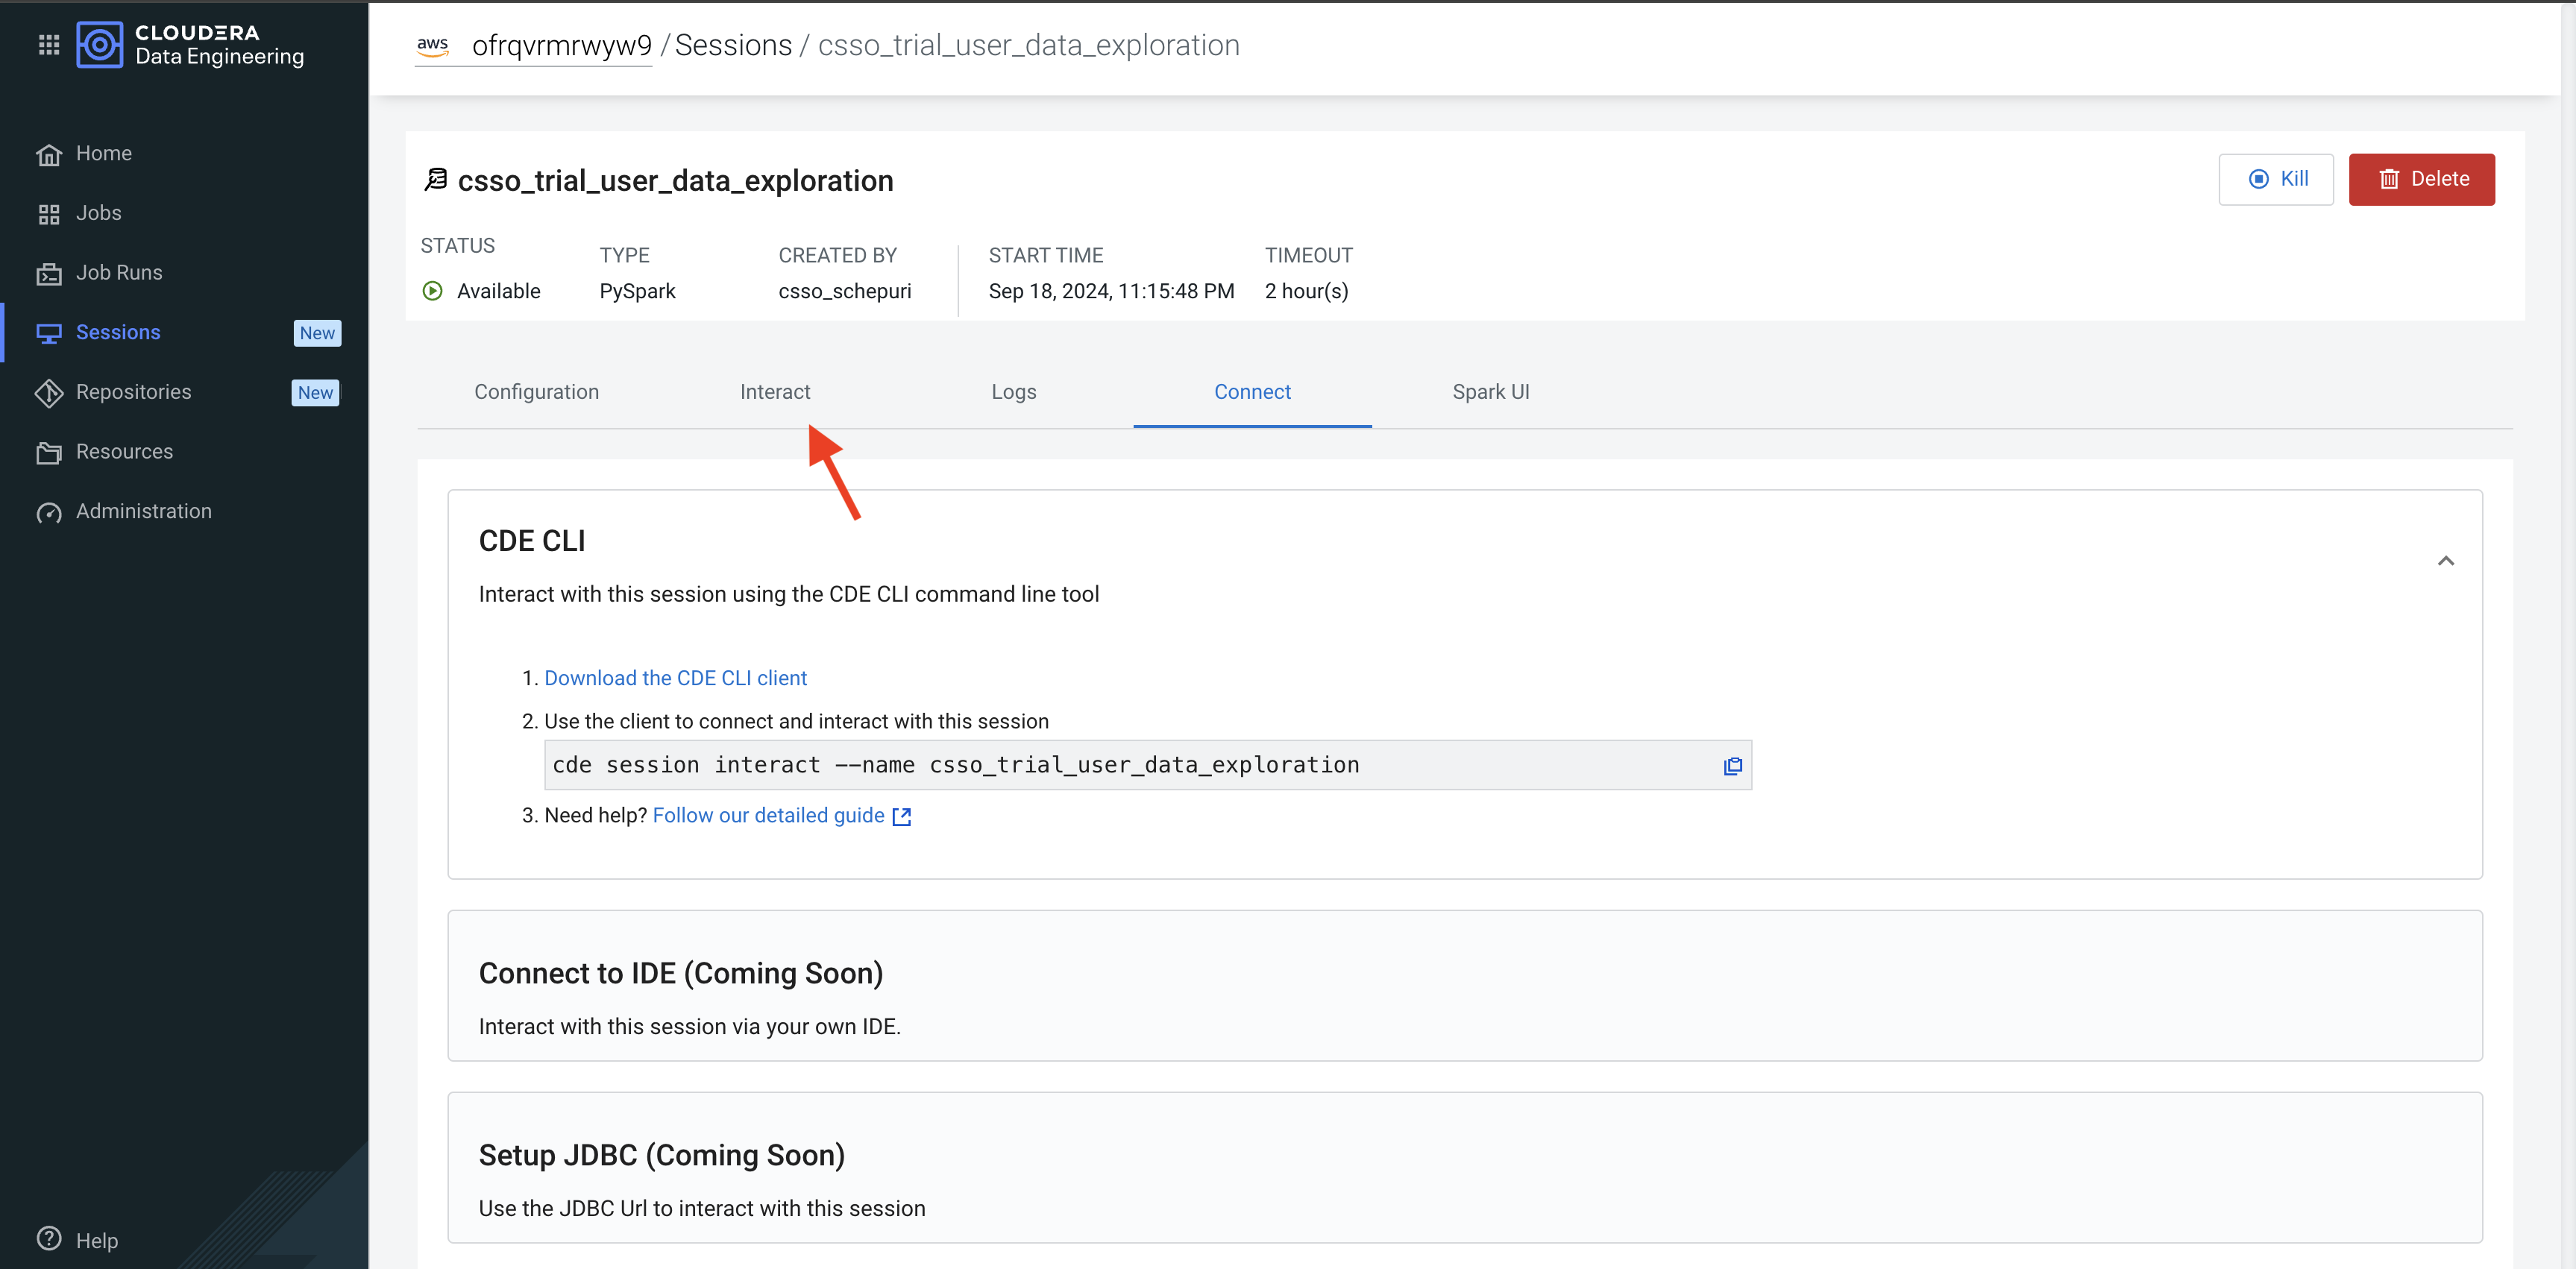 CLOUDERA
Data Engineering
Home
Jobs
Job Runs
Sessions New
Repositories New
Resources
Administration
Help
aws ofrqvrmrwyw9 / Sessions / csso_trial_user_data_exploration
csso_trial_user_data_exploration
Kill
Delete
STATUS
Available
TYPE
PySpark
CREATED BY
csso_schepuri
START TIME
Sep 18, 2024, 11:15:48 PM
TIMEOUT
2 hour(s)
Configuration Interact Logs Connect Spark UI
CDE CLI
Interact with this session using the CDE CLI command line tool
1. Download the CDE CLI client
2. Use the client to connect and interact with this session
cde session interact --name csso_trial_user_data_exploration
3. Need help? Follow our detailed guide
Connect to IDE (Coming Soon)
Interact with this session via your own IDE.
Setup JDBC (Coming Soon)
Use the JDBC Url to interact with this session